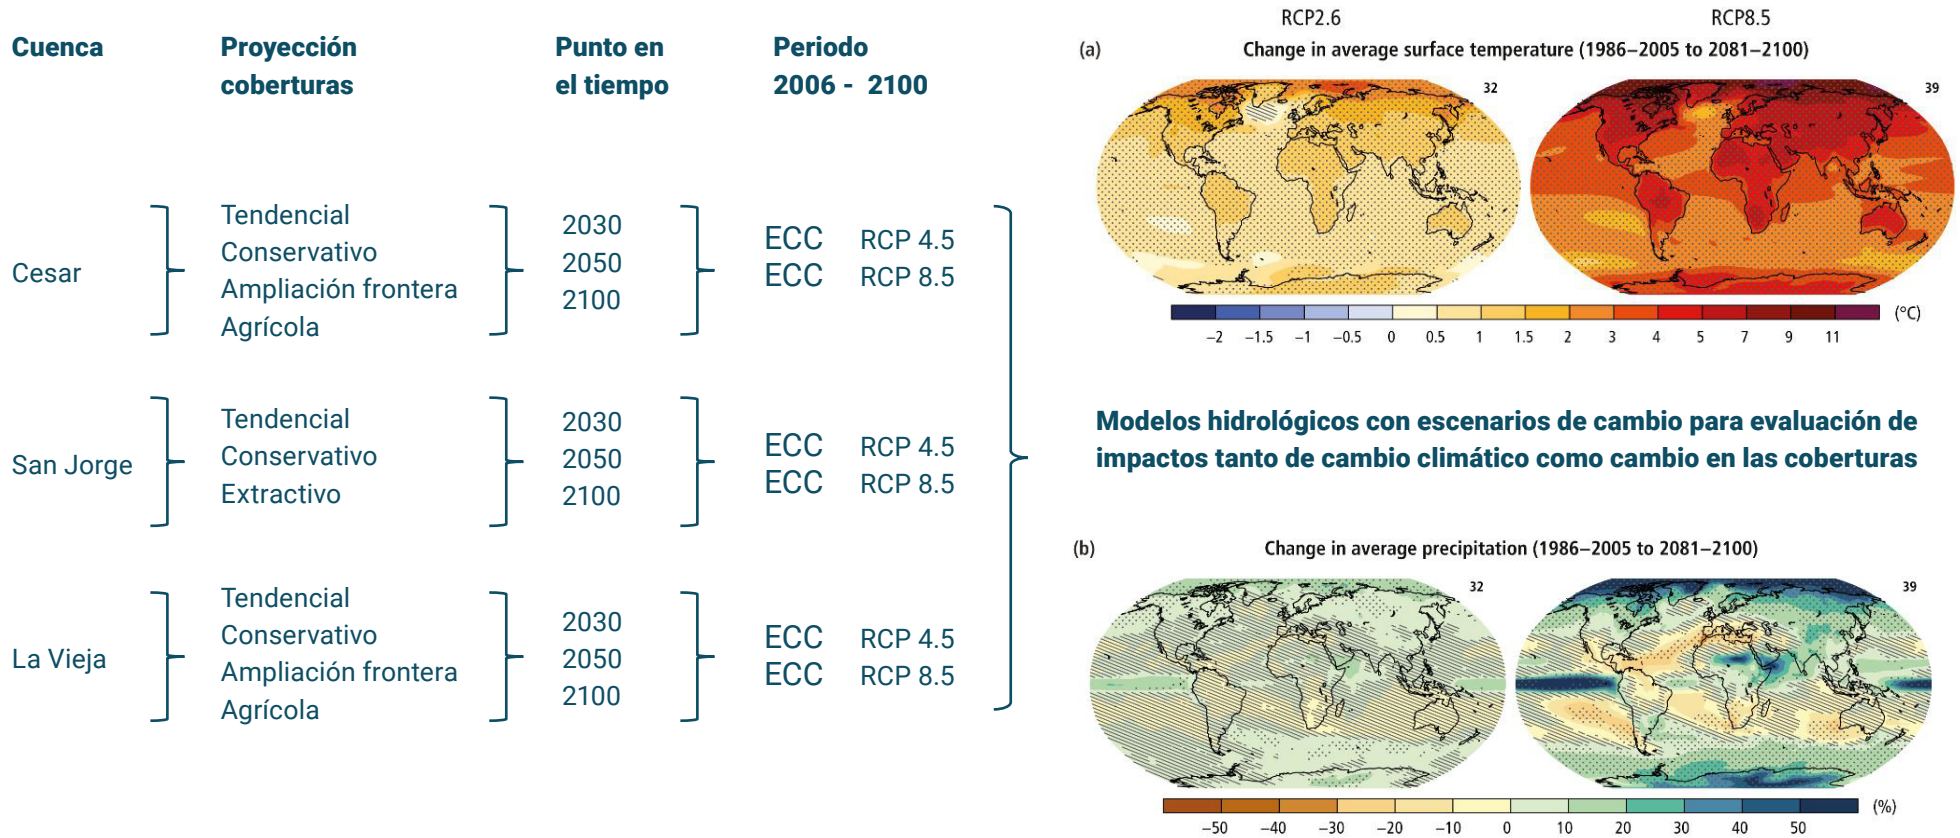 Cuenca
Proyección
coberturas
Punto en
el tiempo
Periodo
2006 - 2100
Cesar
Tendencial
Conservativo
Ampliación frontera
Agrícola
2030
2050
2100
ECC RCP 4.5
ECC RCP 8.5
San Jorge
Tendencial
Conservativo
Extractivo
2030
2050
2100
ECC RCP 4.5
ECC RCP 8.5
La Vieja
Tendencial
Conservativo
Ampliación frontera
Agrícola
2030
2050
2100
ECC RCP 4.5
ECC RCP 8.5
RCP2.6 RCP8.5
(a) Change in average surface temperature (1986–2005 to 2081–2100)
32 39
(°C)
−2 −1.5 −1 −0.5 0 0.5 1 1.5 2 3 4 5 7 9 11
Modelos hidrológicos con escenarios de cambio para evaluación de
impactos tanto de cambio climático como cambio en las coberturas
(b) Change in average precipitation (1986–2005 to 2081–2100)
32 39
(%)
−50 −40 −30 −20 −10 0 10 20 30 40 50